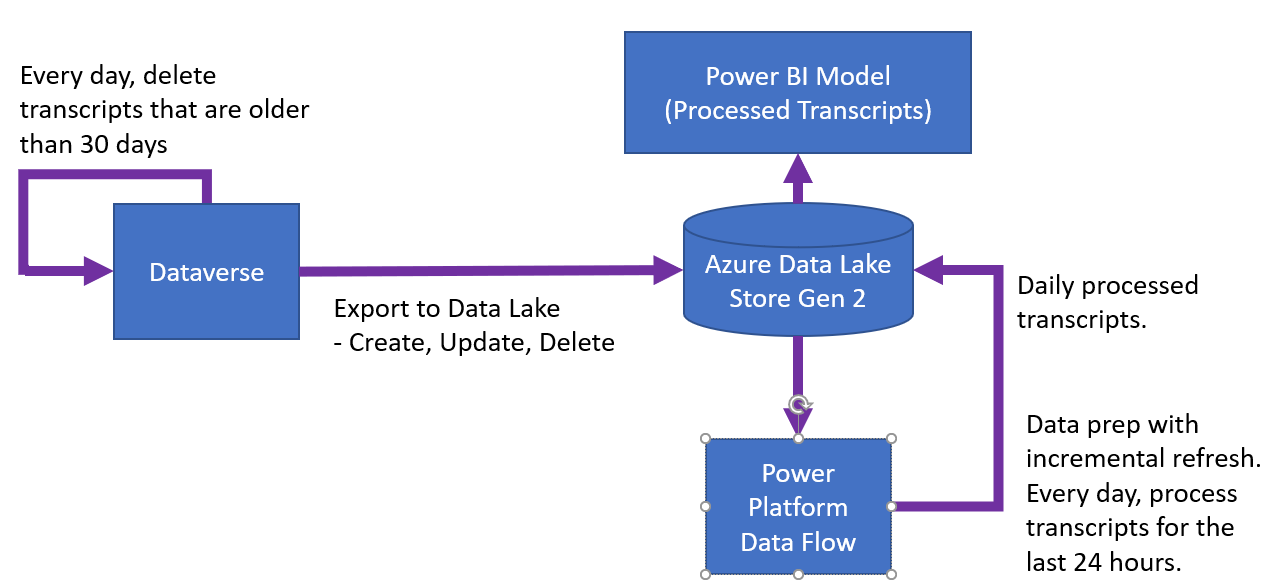 Every day, delete
transcripts that are older
than 30 days
Power BI Model
(Processed Transcripts)
Dataverse
Export to Data Lake
- Create, Update, Delete
Azure Data Lake
Store Gen 2
Daily processed
transcripts.
Power
Platform
Data Flow
Data prep with
incremental refresh.
Every day, process
transcripts for the
last 24 hours.